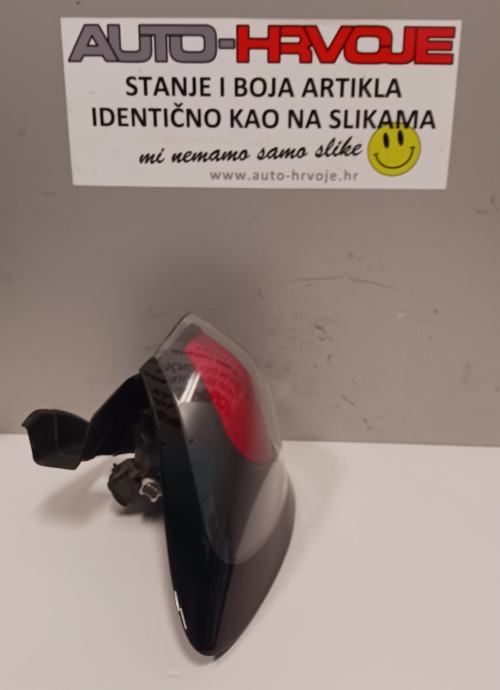 AUTO-HRVOJE
STANJE I BOJA ARTIKLA
IDENTIČNO KAO NA SLIKAMA
mi nemamo samo slike
www.auto-hrvoje.hr